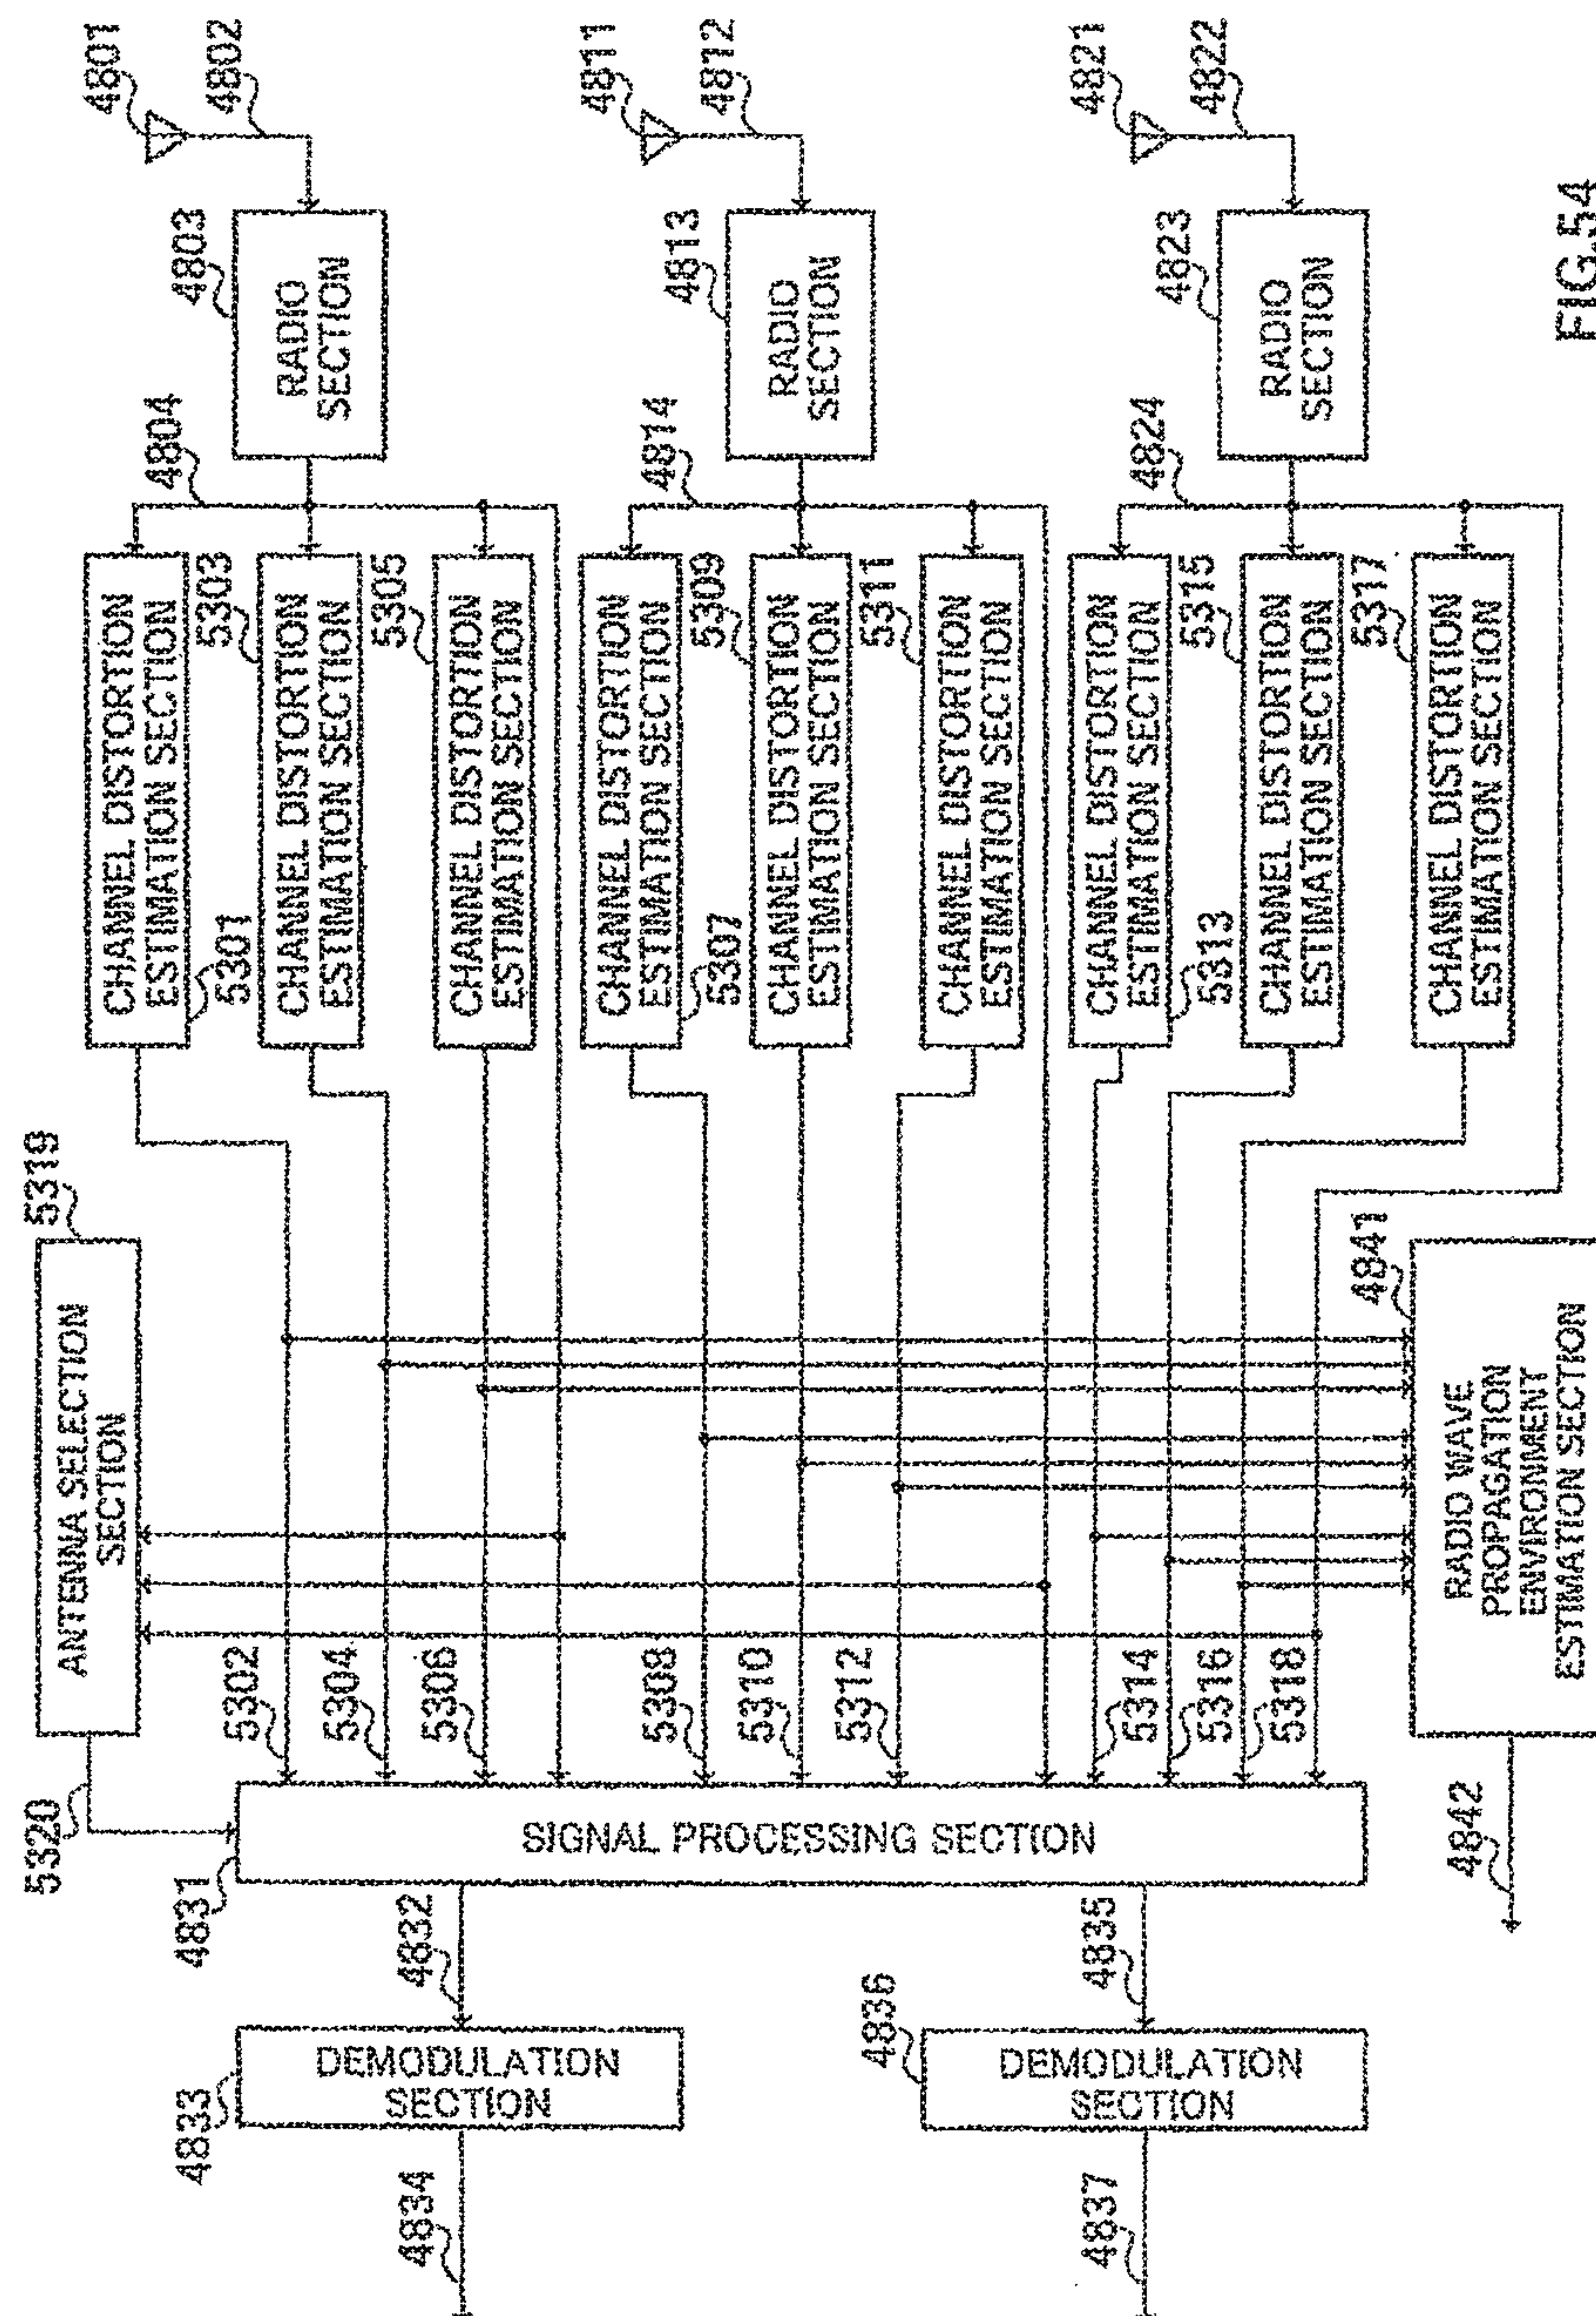 4801
4802
4803
RADIO
SECTION
4804
CHANNEL DISTORTION
ESTIMATION SECTION
5301
5303
CHANNEL DISTORTION
ESTIMATION SECTION
5305
CHANNEL DISTORTION
ESTIMATION SECTION
4811
4812
4813
RADIO
SECTION
4814
CHANNEL DISTORTION
ESTIMATION SECTION
5307
5309
CHANNEL DISTORTION
ESTIMATION SECTION
5311
CHANNEL DISTORTION
ESTIMATION SECTION
4821
4822
4823
RADIO
SECTION
4824
CHANNEL DISTORTION
ESTIMATION SECTION
5313
5315
CHANNEL DISTORTION
ESTIMATION SECTION
5317
CHANNEL DISTORTION
ESTIMATION SECTION
5319
ANTENNA SELECTION
SECTION
5320
5302
5304
5306
5308
5310
5312
5314
5316
5318
4841
RADIO WAVE
PROPAGATION
ENVIRONMENT
ESTIMATION SECTION
4842
4831
SIGNAL PROCESSING SECTION
4832
4835
4833
DEMODULATION
SECTION
4834
4836
DEMODULATION
SECTION
4837
FIG.54